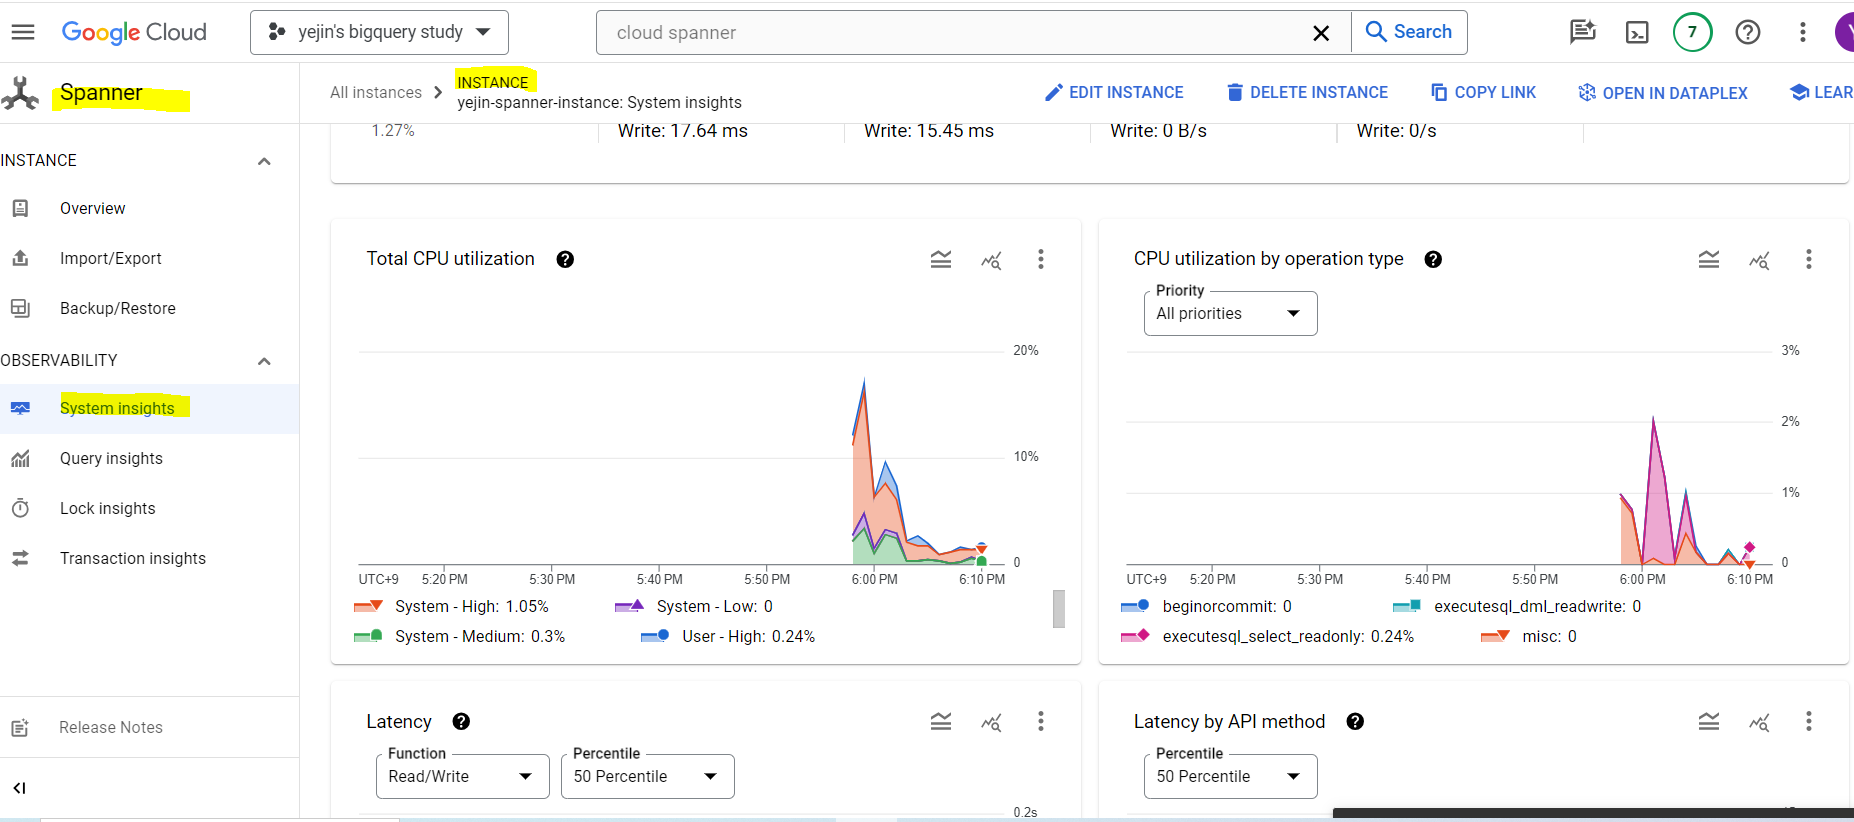 Google Cloud
yejin's bigquery study
cloud spanner
Search
7
Spanner
All instances
INSTANCE
yejin-spanner-instance: System insights
EDIT INSTANCE
DELETE INSTANCE
COPY LINK
OPEN IN DATAPLEX
LEAR
INSTANCE
Overview
Import/Export
Backup/Restore
OBSERVABILITY
System insights
Query insights
Lock insights
Transaction insights
Release Notes
1.27%
Write: 17.64 ms
Write: 15.45 ms
Write: 0 B/s
Write: 0/s
Total CPU utilization
20%
10%
0
UTC+9 5:20 PM 5:30 PM 5:40 PM 5:50 PM 6:00 PM 6:10 PM
System - High: 1.05% System - Low: 0
System - Medium: 0.3% User - High: 0.24%
CPU utilization by operation type
Priority
All priorities
3%
2%
1%
0
UTC+9 5:20 PM 5:30 PM 5:40 PM 5:50 PM 6:00 PM 6:10 PM
beginorcommit: 0 executesql_dml_readwrite: 0
executesql_select_readonly: 0.24% misc: 0
Latency
Function
Read/Write
Percentile
50 Percentile
0.2s
Latency by API method
Percentile
50 Percentile